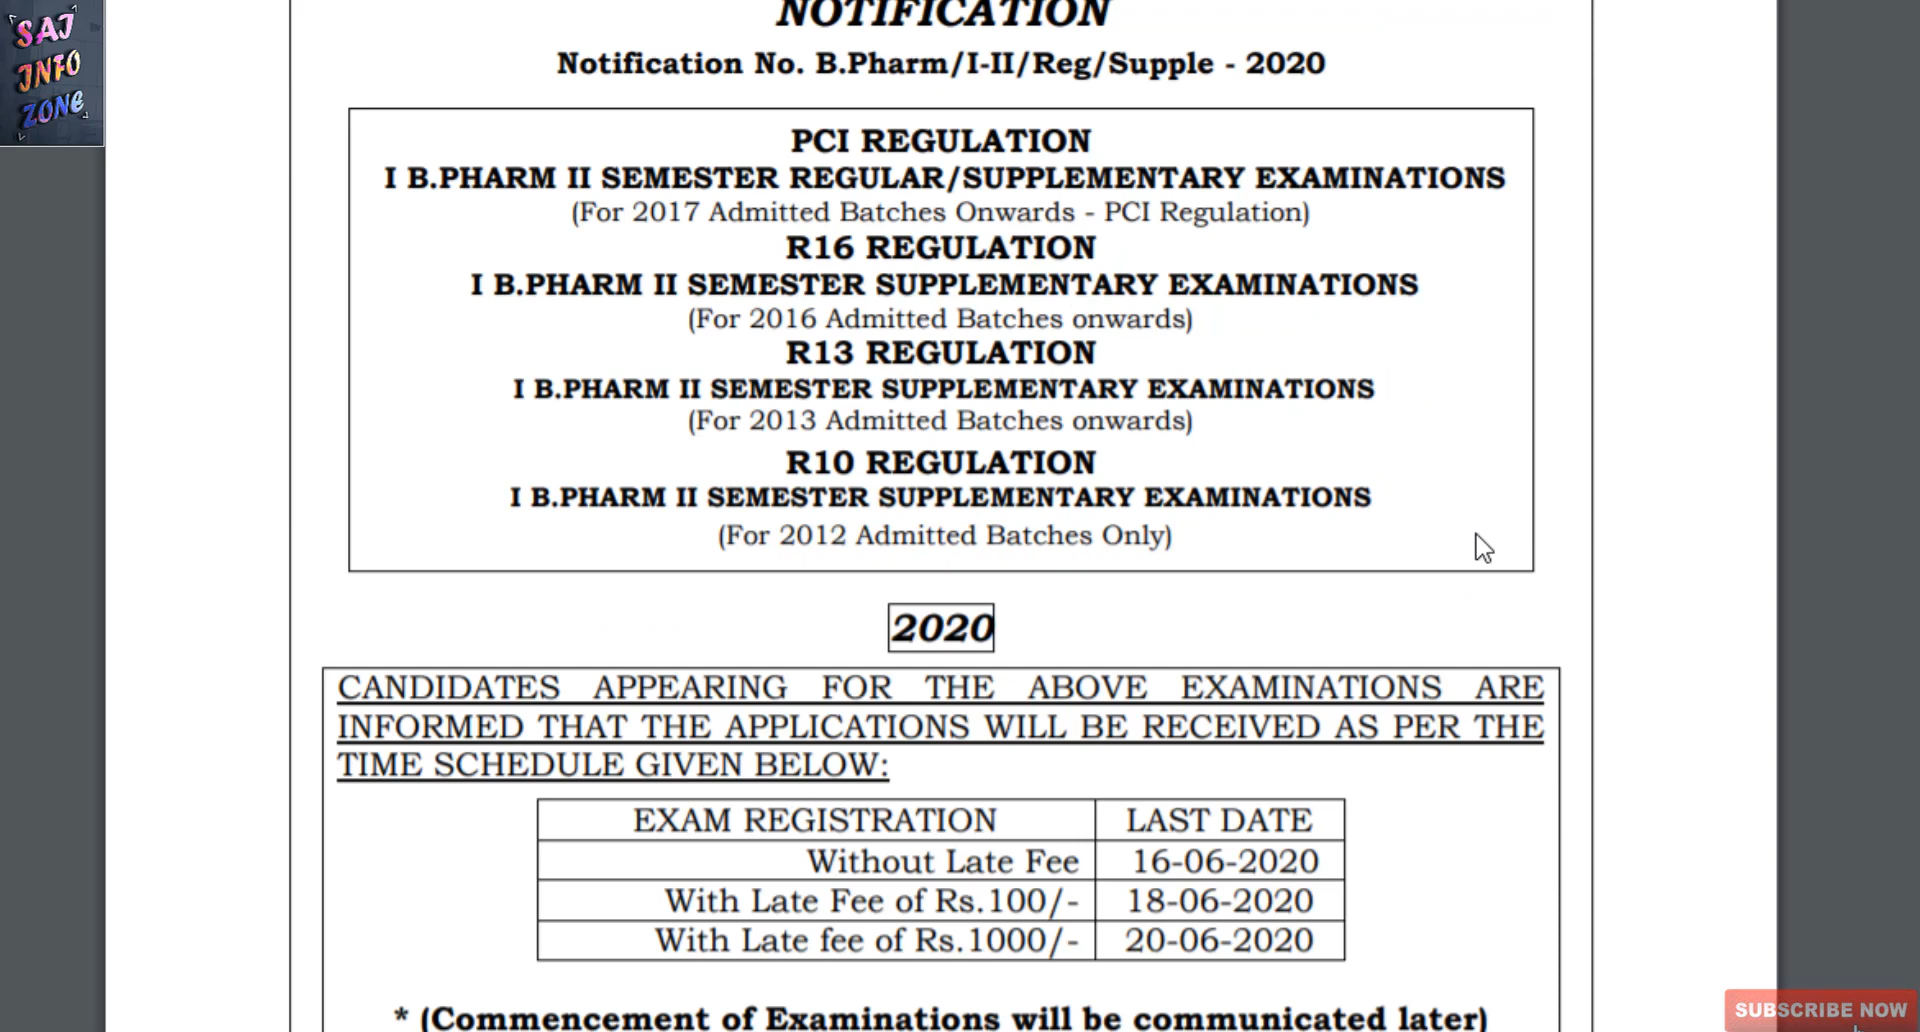 SAJ
INFO
ZONE
NOTIFICATION
Notification No. B.Pharm/I-II/Reg/Supple - 2020
PCI REGULATION
I B.PHARM II SEMESTER REGULAR/SUPPLEMENTARY EXAMINATIONS
(For 2017 Admitted Batches Onwards - PCI Regulation)
R16 REGULATION
I B.PHARM II SEMESTER SUPPLEMENTARY EXAMINATIONS
(For 2016 Admitted Batches onwards)
R13 REGULATION
I B.PHARM II SEMESTER SUPPLEMENTARY EXAMINATIONS
(For 2013 Admitted Batches onwards)
R10 REGULATION
I B.PHARM II SEMESTER SUPPLEMENTARY EXAMINATIONS
(For 2012 Admitted Batches Only)
2020
CANDIDATES APPEARING FOR THE ABOVE EXAMINATIONS ARE
INFORMED THAT THE APPLICATIONS WILL BE RECEIVED AS PER THE
TIME SCHEDULE GIVEN BELOW:
EXAM REGISTRATION LAST DATE
Without Late Fee 16-06-2020
With Late Fee of Rs.100/- 18-06-2020
With Late fee of Rs.1000/- 20-06-2020
* (Commencement of Examinations will be communicated later)
SUBSCRIBE NOW